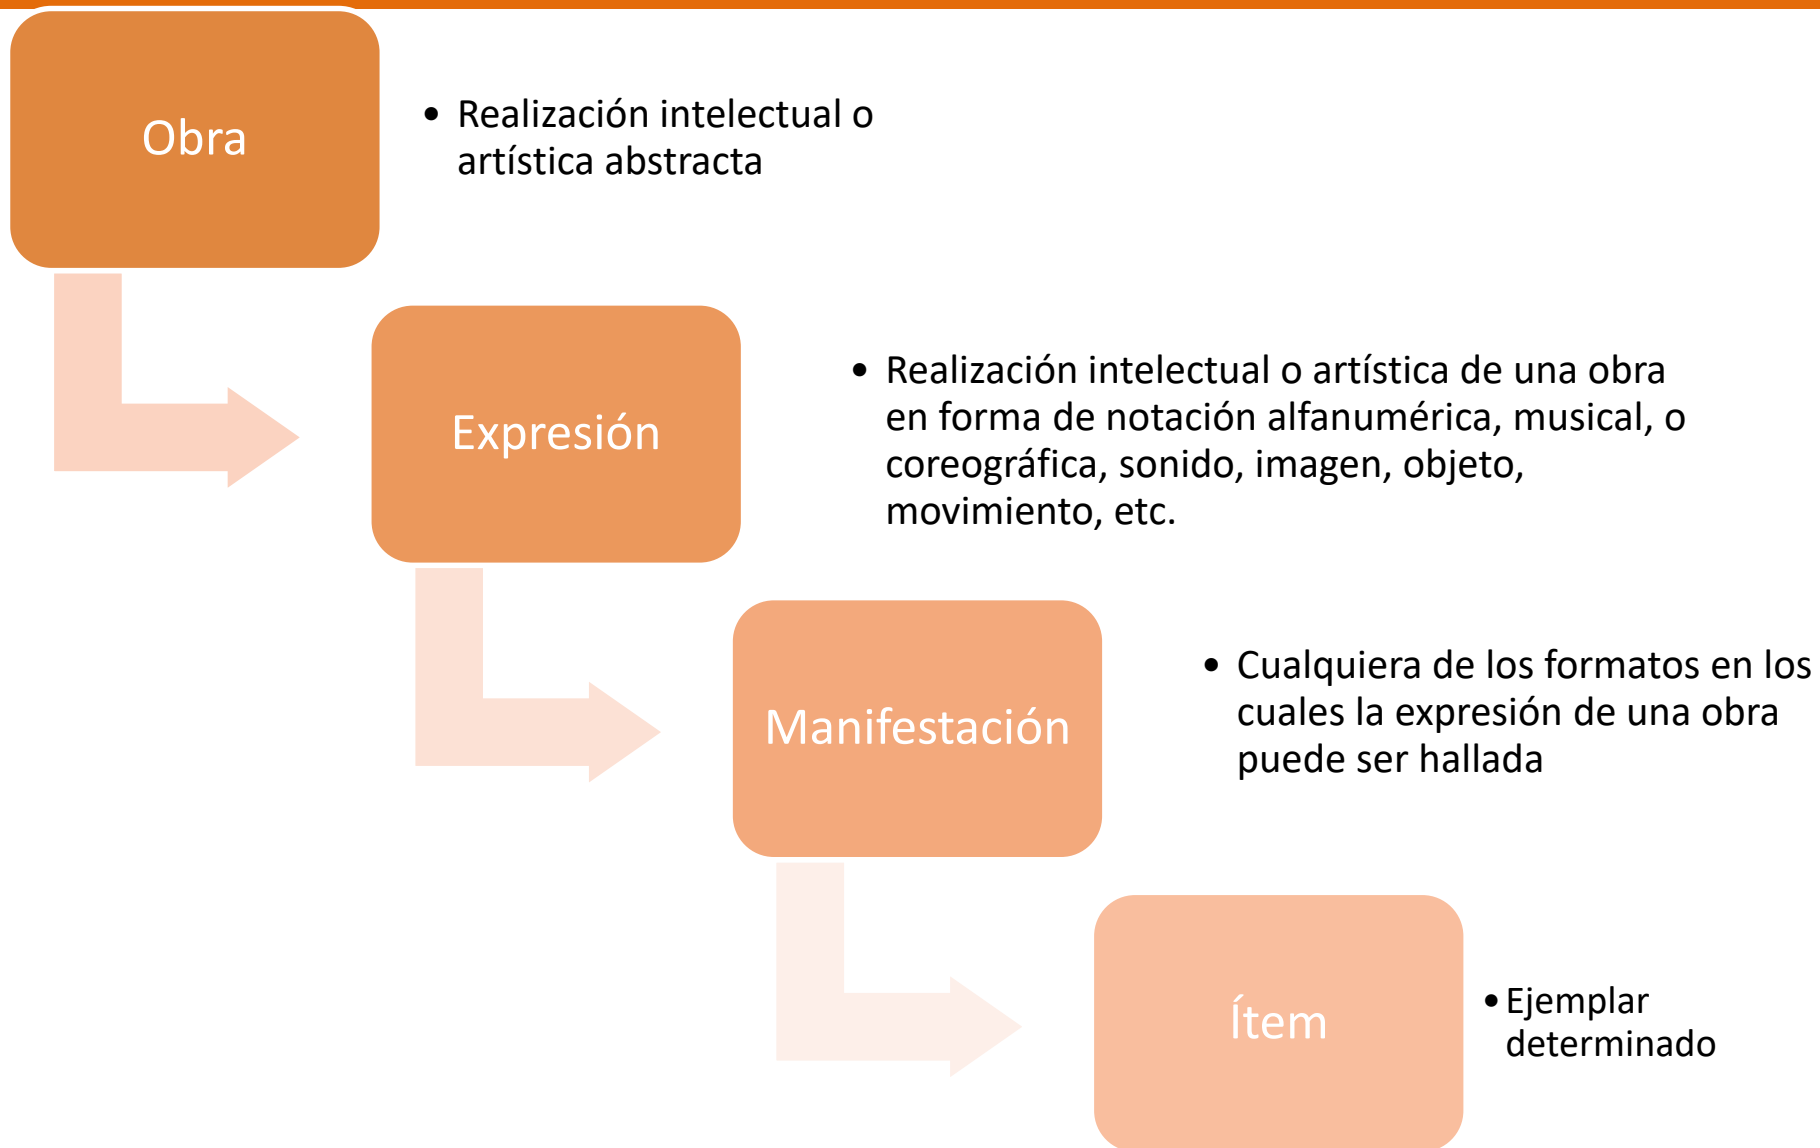 Obra
• Realización intelectual o
artística abstracta
Expresión
• Realización intelectual o artística de una obra
en forma de notación alfanumérica, musical, o
coreográfica, sonido, imagen, objeto,
movimiento, etc.
Manifestación
• Cualquiera de los formatos en los
cuales la expresión de una obra
puede ser hallada
Ítem
• Ejemplar
determinado